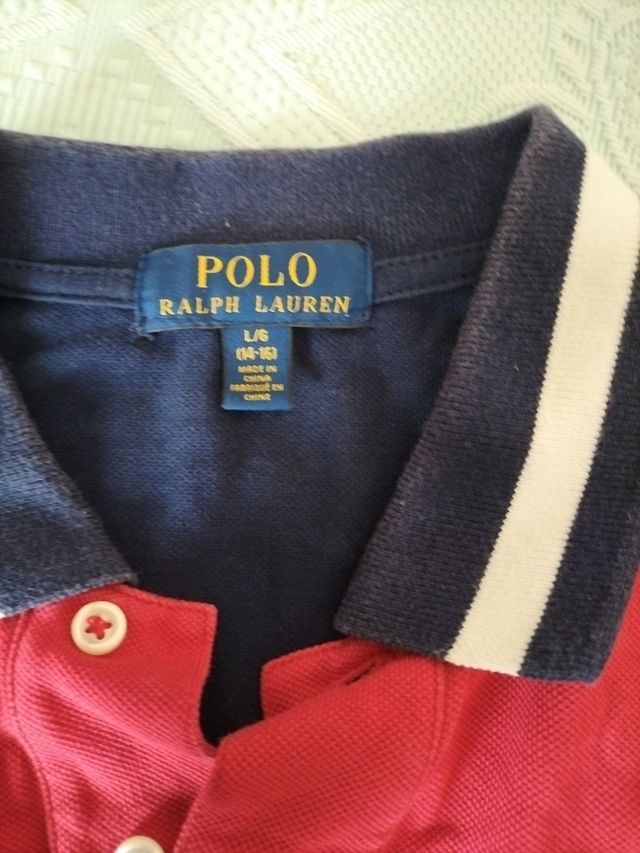 POLO
RALPH LAUREN
L/G
(14-16)
MADE IN
CHINA
FABRIQUÉ EN
CHINE